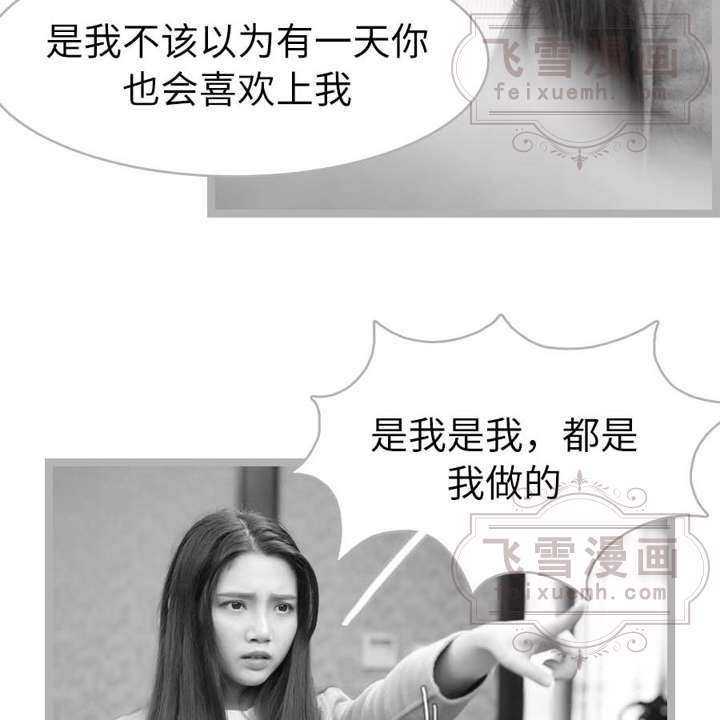 是我不该以为有一天你
也会喜欢上我
飞雪漫画
feixuemh.com
是我是我，都是
我做的
飞雪漫画
feixuemh.com